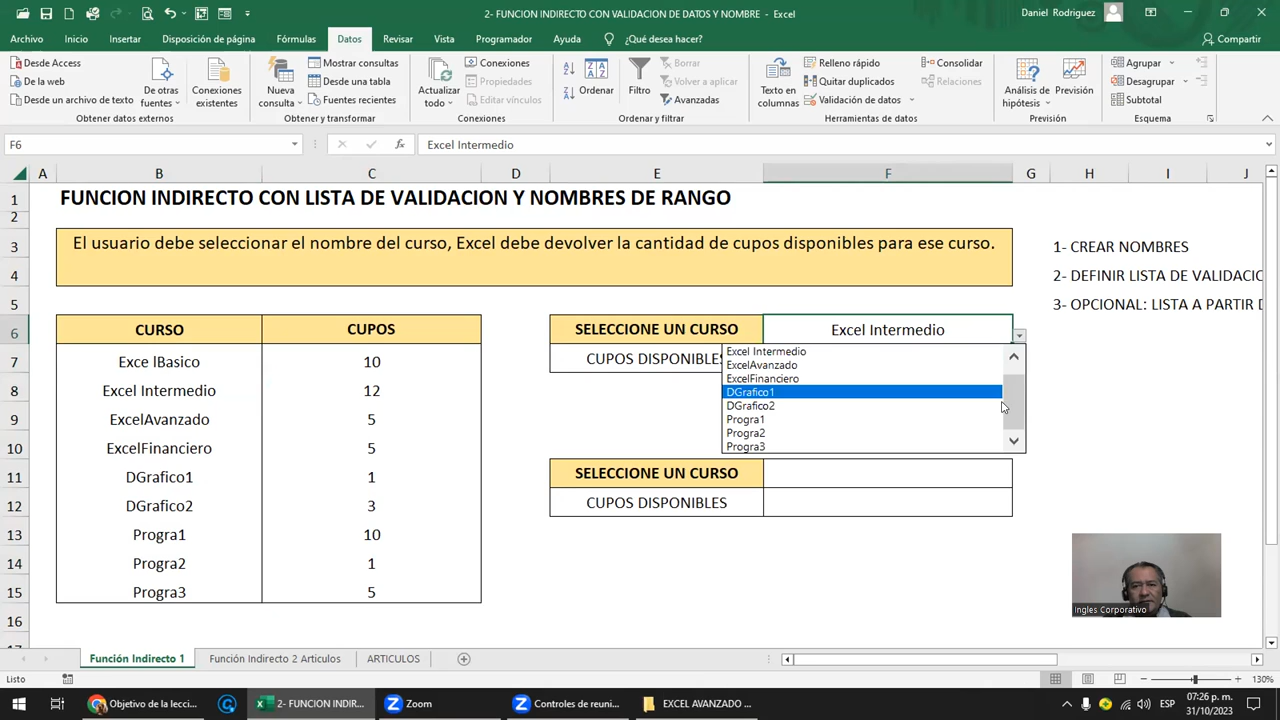 2- FUNCION INDIRECTO CON VALIDACION DE DATOS Y NOMBRE - Excel
Daniel Rodriguez
Archivo Inicio Insertar Disposición de página Fórmulas Datos Revisar Vista Programador Ayuda ¿Qué desea hacer? Compartir
Desde Access
De la web
Desde un archivo de texto
De otras fuentes
Conexiones existentes
Obtener datos externos
Nueva consulta
Mostrar consultas
Desde una tabla
Fuentes recientes
Obtener y transformar
Actualizar todo
Conexiones
Propiedades
Editar vínculos
Conexiones
Ordenar
Filtro
Borrar
Volver a aplicar
Avanzadas
Ordenar y filtrar
Texto en columnas
Relleno rápido
Quitar duplicados
Validación de datos
Consolidar
Relaciones
Herramientas de datos
Análisis de hipótesis
Previsión
Previsión
Agrupar
Desagrupar
Subtotal
Esquema
F6 fx Excel Intermedio
A B C D E F G H I J
1 FUNCION INDIRECTO CON LISTA DE VALIDACION Y NOMBRES DE RANGO
2
3 El usuario debe seleccionar el nombre del curso, Excel debe devolver la cantidad de cupos disponibles para ese curso. 1- CREAR NOMBRES
4 2- DEFINIR LISTA DE VALIDACIO
5 3- OPCIONAL: LISTA A PARTIR D
6 CURSO CUPOS SELECCIONE UN CURSO Excel Intermedio
7 Exce lBasico 10 CUPOS DISPONIBLES
8 Excel Intermedio 12
9 ExcelAvanzado 5
10 ExcelFinanciero 5
11 DGrafico1 1 SELECCIONE UN CURSO
12 DGrafico2 3 CUPOS DISPONIBLES
13 Progra1 10
14 Progra2 1
15 Progra3 5
16
17
Excel Intermedio
ExcelAvanzado
ExcelFinanciero
DGrafico1
DGrafico2
Progra1
Progra2
Progra3
Ingles Corporativo
Función Indirecto 1 Función Indirecto 2 Articulos ARTICULOS
Listo 130%
Objetivo de la lecci... 2- FUNCION INDIR... Zoom Controles de reuni... EXCEL AVANZADO ... ESP 07:26 p. m.
31/10/2023